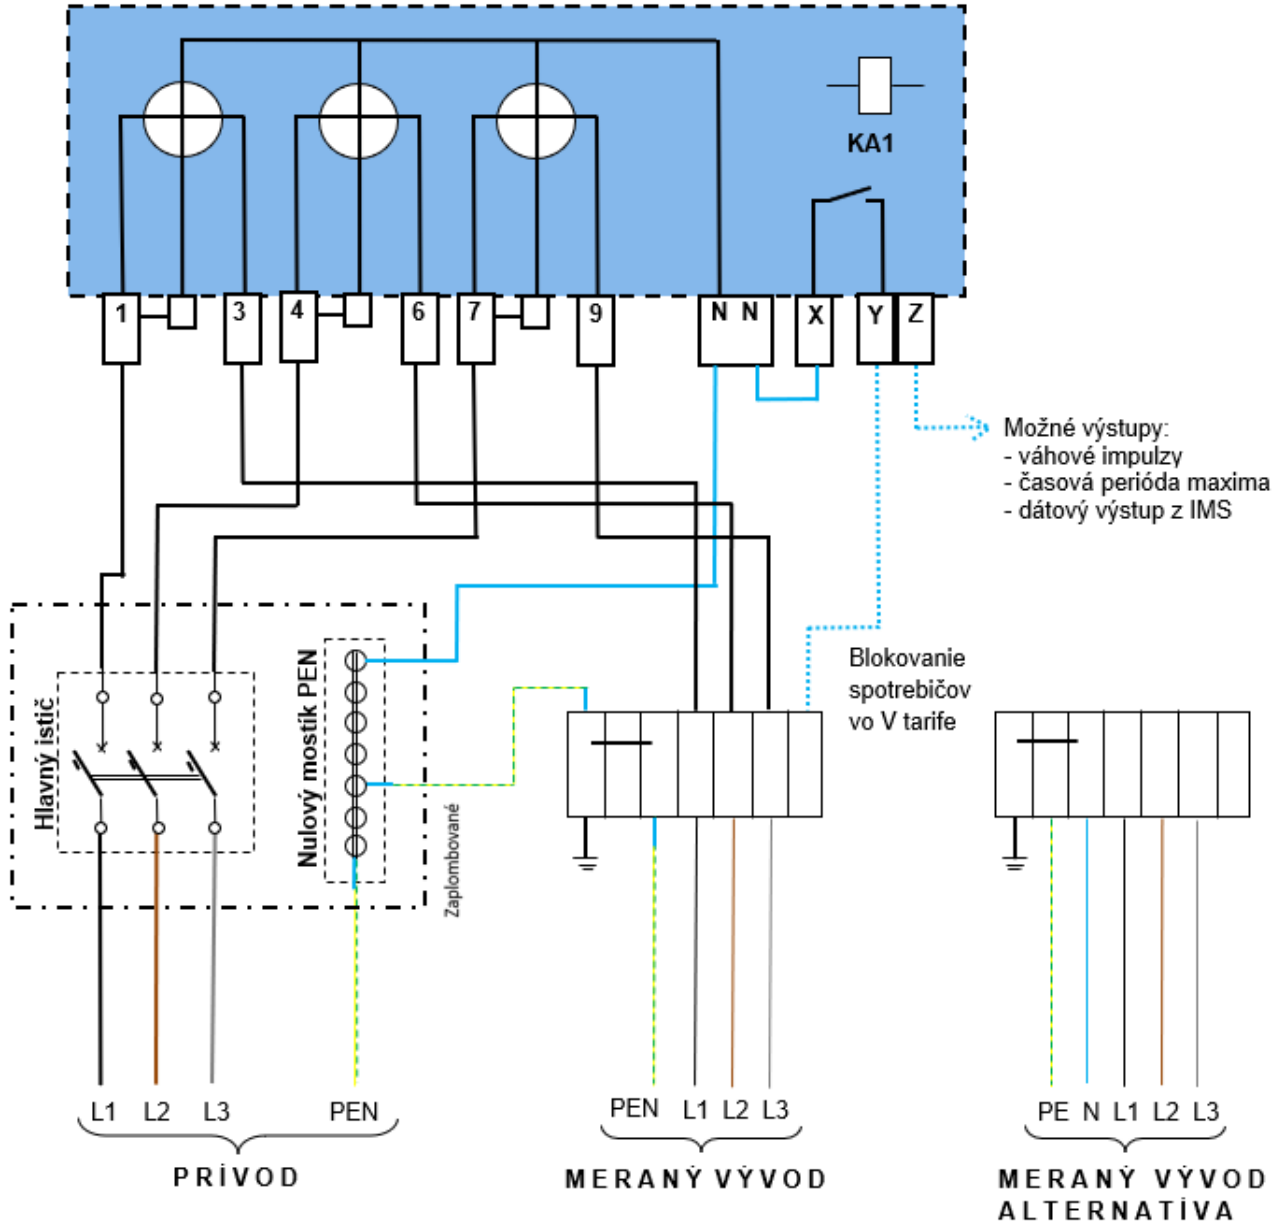 KA1
1 3 4 6 7 9 N N X Y Z
Možné výstupy:
- váhové impulzy
- časová perióda maxima
- dátový výstup z IMS
Blokovanie
spotrebičov
vo V tarife
Hlavný istič
Nulový mostík PEN
Zaplombované
L1 L2 L3 PEN
PRÍVOD
PEN L1 L2 L3
MERANÝ VÝVOD
PE N L1 L2 L3
MERANÝ VÝVOD
ALTERNATÍVA